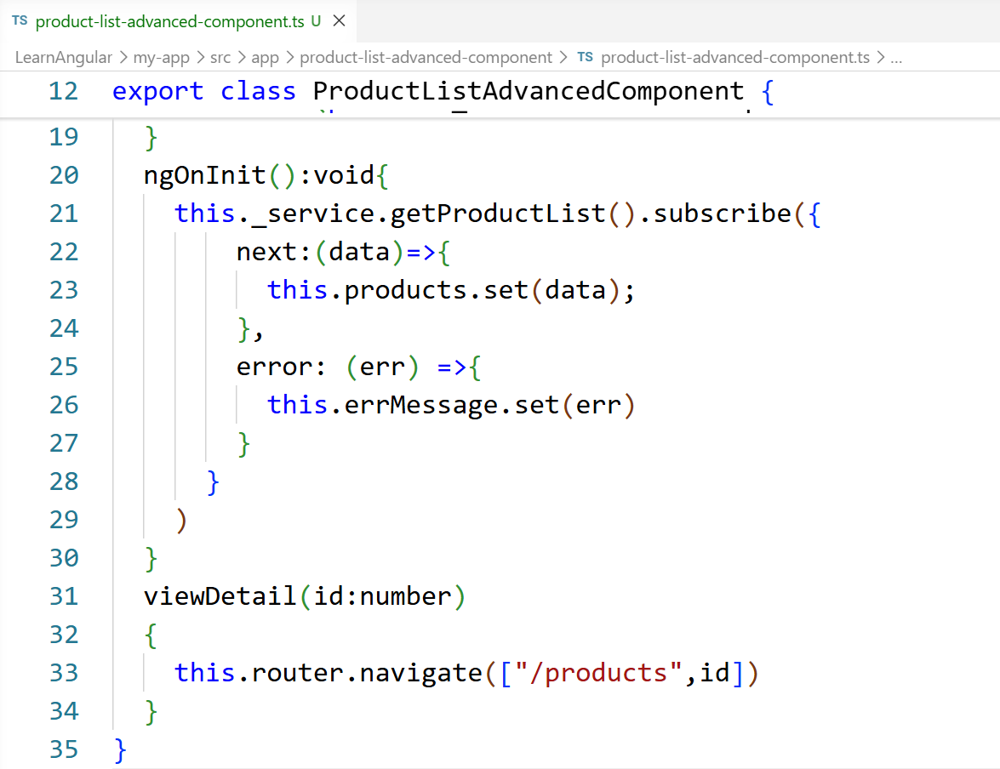 TS product-list-advanced-component.ts U ×
LearnAngular > my-app > src > app > product-list-advanced-component > TS product-list-advanced-component.ts > ...
12 export class ProductListAdvancedComponent {
19   }
20   ngOnInit():void{
21     this._service.getProductList().subscribe({
22         next:(data)=>{
23           this.products.set(data);
24         },
25         error: (err) =>{
26           this.errMessage.set(err)
27         }
28       }
29     )
30   }
31   viewDetail(id:number)
32   {
33     this.router.navigate(["/products",id])
34   }
35 }